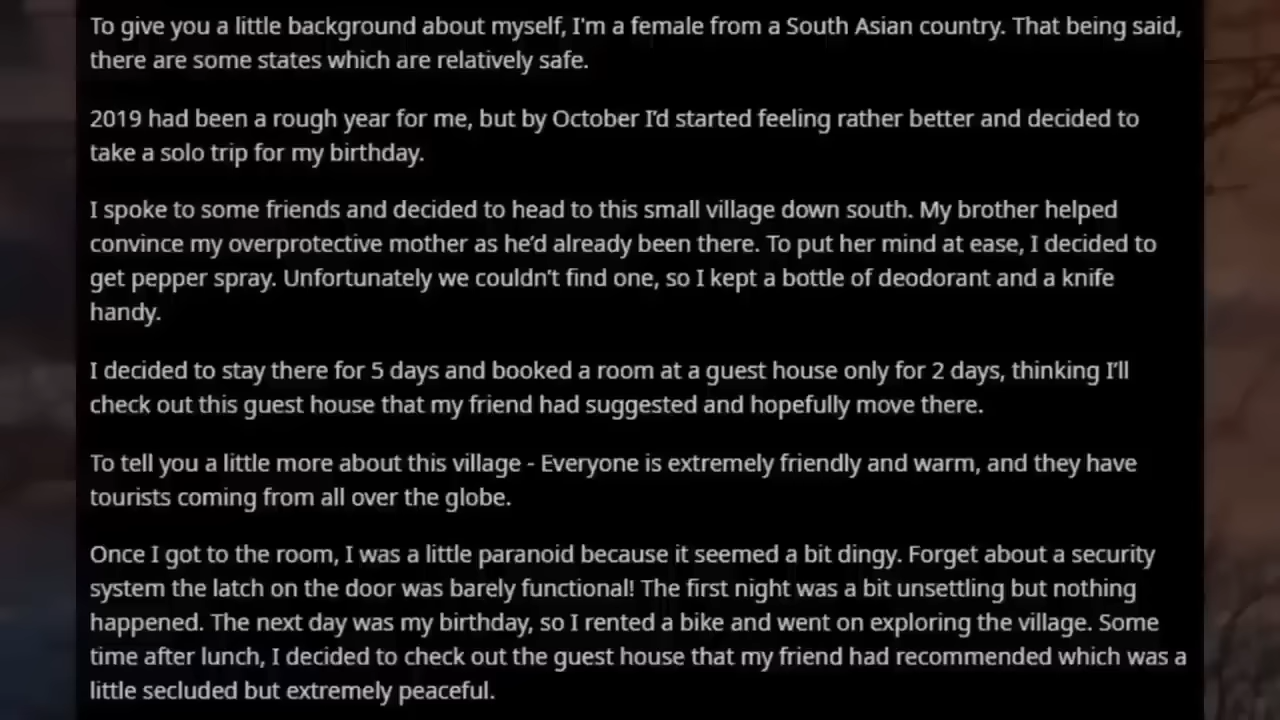 To give you a little background about myself, I'm a female from a South Asian country. That being said,
there are some states which are relatively safe.
2019 had been a rough year for me, but by October I'd started feeling rather better and decided to
take a solo trip for my birthday.
I spoke to some friends and decided to head to this small village down south. My brother helped
convince my overprotective mother as he'd already been there. To put her mind at ease, I decided to
get pepper spray. Unfortunately we couldn't find one, so I kept a bottle of deodorant and a knife
handy.
I decided to stay there for 5 days and booked a room at a guest house only for 2 days, thinking I'll
check out this guest house that my friend had suggested and hopefully move there.
To tell you a little more about this village - Everyone is extremely friendly and warm, and they have
tourists coming from all over the globe.
Once I got to the room, I was a little paranoid because it seemed a bit dingy. Forget about a security
system the latch on the door was barely functional! The first night was a bit unsettling but nothing
happened. The next day was my birthday, so I rented a bike and went on exploring the village. Some
time after lunch, I decided to check out the guest house that my friend had recommended which was a
little secluded but extremely peaceful.